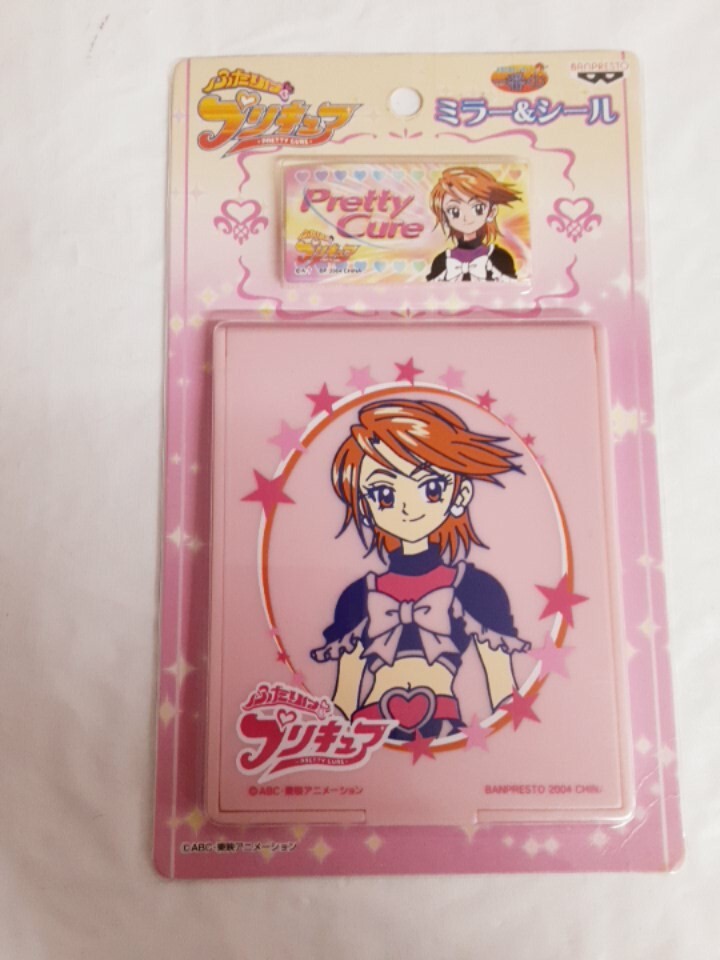 ふたりは
プリキュア
PRETTY CURE
BANPRESTO
ミラー&シール
Pretty
Cure
ふたりは
プリキュア
ふたりは
プリキュア
PRETTY CURE
©ABC・東映アニメーション
BANPRESTO 2004 CHIN
©ABC・東映アニメーション